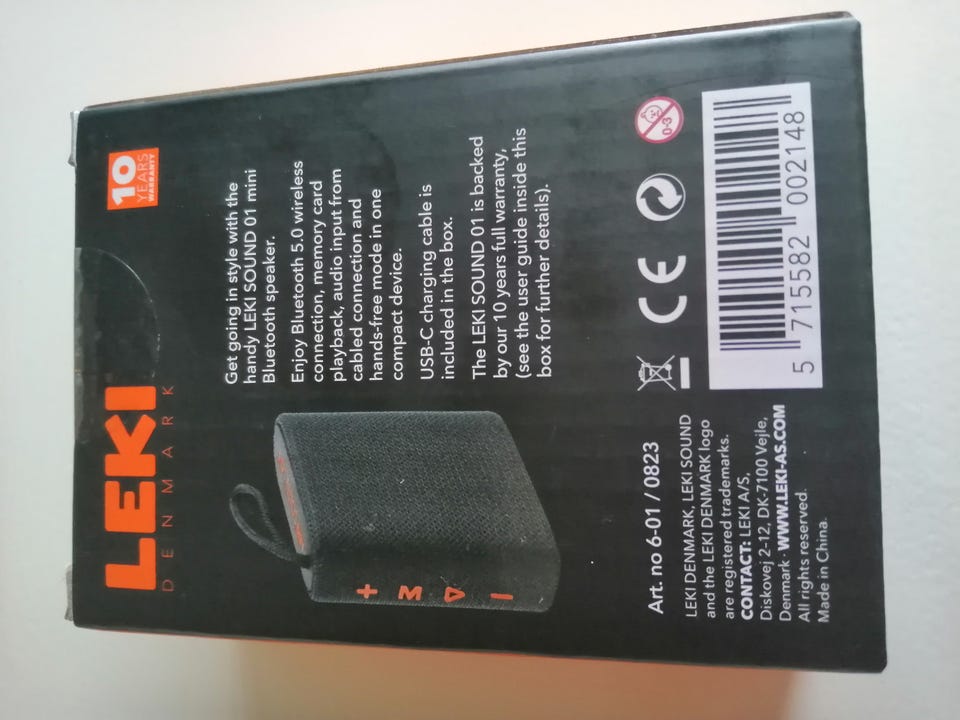 LEKI
DENMARK
10
YEARS
WARRANTY
Get going in style with the
handy LEKI SOUND 01 mini
Bluetooth speaker.
Enjoy Bluetooth 5.0 wireless
connection, memory card
playback, audio input from
cabled connection and
hands-free mode in one
compact device.
USB-C charging cable is
included in the box.
The LEKI SOUND 01 is backed
by our 10 years full warranty,
(see the user guide inside this
box for further details).
M
Art. no 6-01 / 0823
LEKI DENMARK, LEKI SOUND
and the LEKI DENMARK logo
are registered trademarks.
CONTACT: LEKI A/S,
Diskovej 2-12, DK-7100 Vejle,
Denmark · WWW.LEKI-AS.COM
All rights reserved.
Made in China.
CE
0-3
5 715582 002148